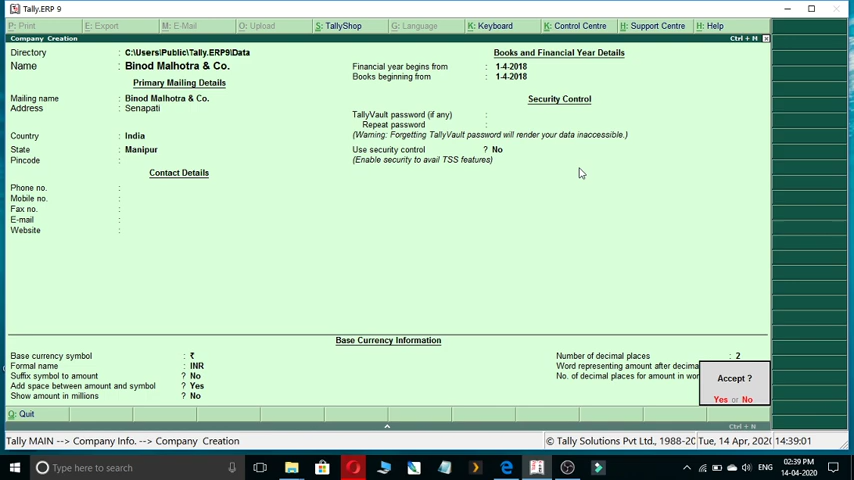 Tally.ERP 9
P: Print E: Export M: E-Mail O: Upload S: TallyShop G: Language K: Keyboard K: Control Centre H: Support Centre H: Help
Company Creation Ctrl + M
Directory : C:\Users\Public\Tally.ERP9\Data
Name : Binod Malhotra & Co.
Primary Mailing Details
Mailing name : Binod Malhotra & Co.
Address : Senapati
Country : India
State : Manipur
Pincode :
Contact Details
Phone no. :
Mobile no. :
Fax no. :
E-mail :
Website :
Books and Financial Year Details
Financial year begins from : 1-4-2018
Books beginning from : 1-4-2018
Security Control
TallyVault password (if any) :
Repeat password :
(Warning: Forgetting TallyVault password will render your data inaccessible.)
Use security control ? No
(Enable security to avail TSS features)
Base Currency Information
Base currency symbol : ₹
Formal name : INR
Suffix symbol to amount ? No
Add space between amount and symbol ? Yes
Show amount in millions ? No
Number of decimal places : 2
Word representing amount after decima
No. of decimal places for amount in wor
Accept ?
Yes or No
Q: Quit
Ctrl + N
Tally MAIN --> Company Info. --> Company Creation © Tally Solutions Pvt Ltd., 1988-20 Tue, 14 Apr, 2020 14:39:01
Type here to search
ENG
02:39 PM
14-04-2020